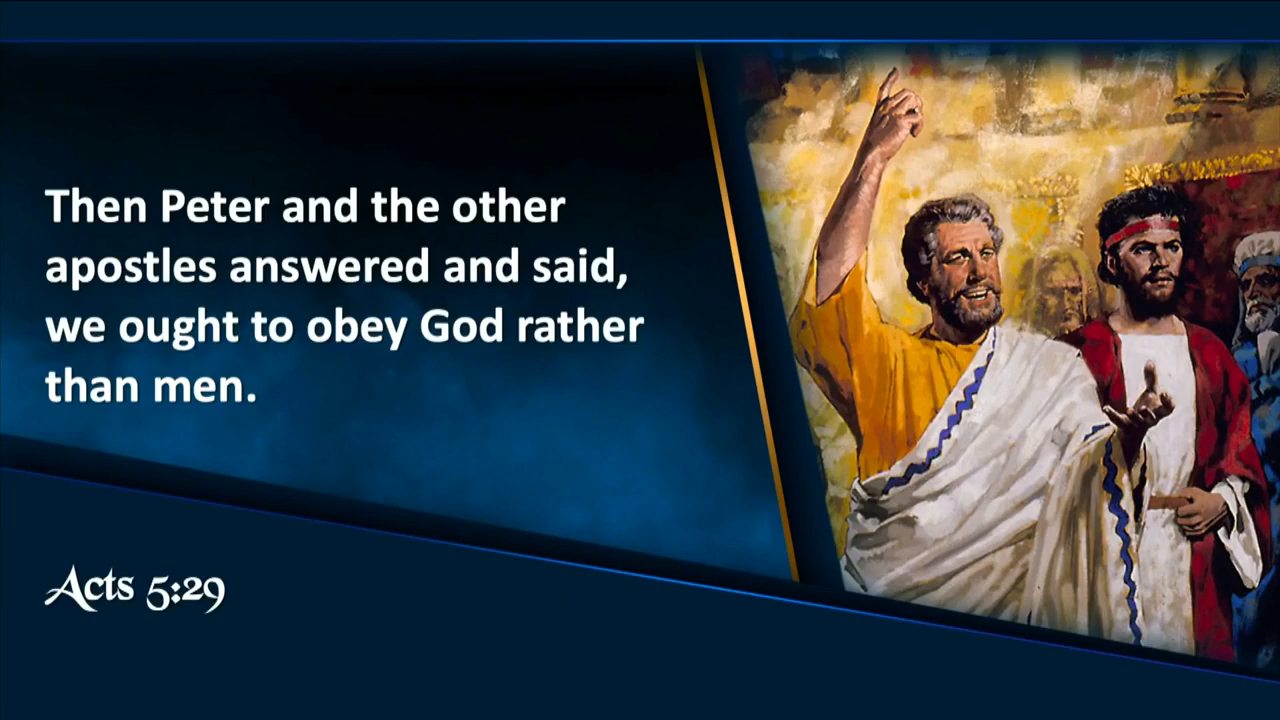 Then Peter and the other
apostles answered and said,
we ought to obey God rather
than men.
Acts 5:29